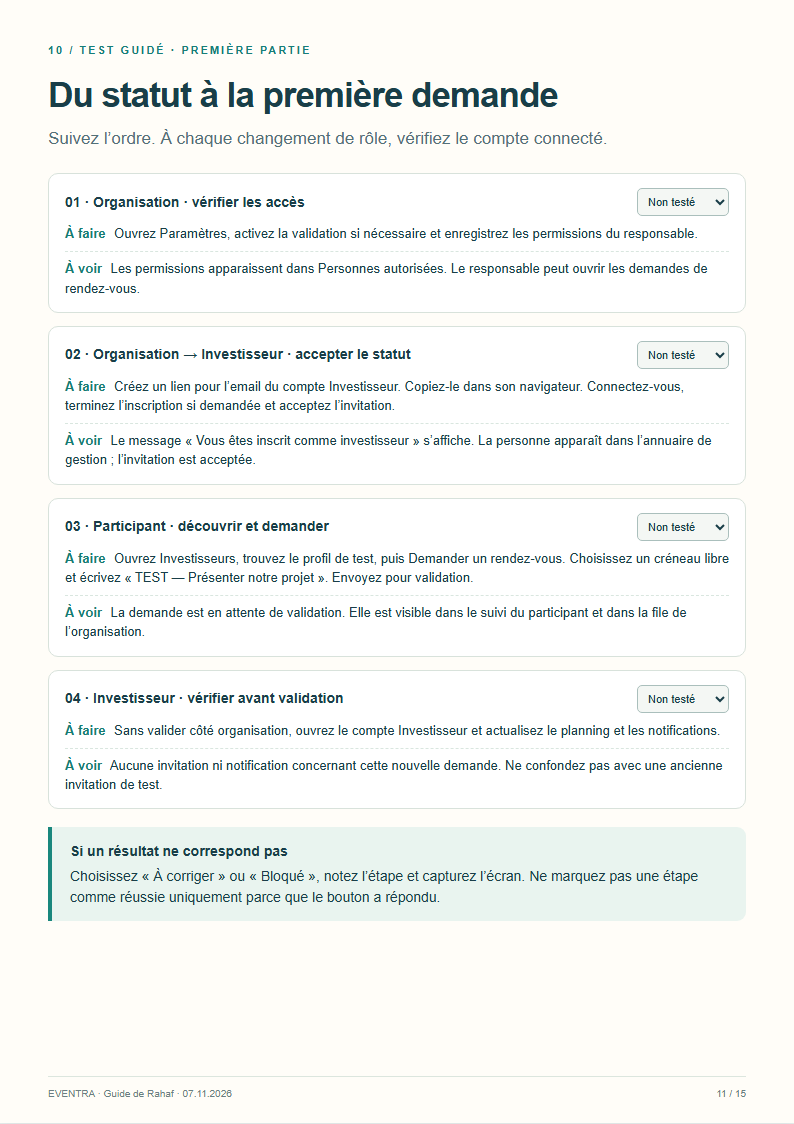 10 / TEST GUIDÉ · PREMIÈRE PARTIE
Du statut à la première demande
Suivez l’ordre. À chaque changement de rôle, vérifiez le compte connecté.
01 · Organisation · vérifier les accès
Non testé
À faire Ouvrez Paramètres, activez la validation si nécessaire et enregistrez les permissions du responsable.
À voir Les permissions apparaissent dans Personnes autorisées. Le responsable peut ouvrir les demandes de
rendez-vous.
02 · Organisation → Investisseur · accepter le statut
Non testé
À faire Créez un lien pour l’email du compte Investisseur. Copiez-le dans son navigateur. Connectez-vous,
terminez l’inscription si demandée et acceptez l’invitation.
À voir Le message « Vous êtes inscrit comme investisseur » s’affiche. La personne apparaît dans l’annuaire de
gestion ; l’invitation est acceptée.
03 · Participant · découvrir et demander
Non testé
À faire Ouvrez Investisseurs, trouvez le profil de test, puis Demander un rendez-vous. Choisissez un créneau libre
et écrivez « TEST — Présenter notre projet ». Envoyez pour validation.
À voir La demande est en attente de validation. Elle est visible dans le suivi du participant et dans la file de
l’organisation.
04 · Investisseur · vérifier avant validation
Non testé
À faire Sans valider côté organisation, ouvrez le compte Investisseur et actualisez le planning et les notifications.
À voir Aucune invitation ni notification concernant cette nouvelle demande. Ne confondez pas avec une ancienne
invitation de test.
Si un résultat ne correspond pas
Choisissez « À corriger » ou « Bloqué », notez l’étape et capturez l’écran. Ne marquez pas une étape
comme réussie uniquement parce que le bouton a répondu.
EVENTRA · Guide de Rahaf · 07.11.2026
11 / 15